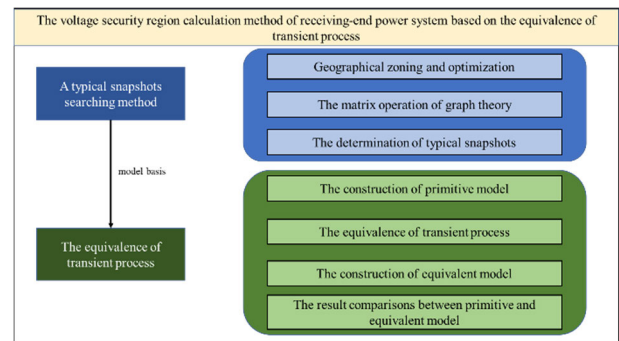 The voltage security region calculation method of receiving-end power system based on the equivalence of
transient process
A typical snapshots
searching method
model basis
The equivalence of
transient process
Geographical zoning and optimization
The matrix operation of graph theory
The determination of typical snapshots
The construction of primitive model
The equivalence of transient process
The construction of equivalent model
The result comparisons between primitive and
equivalent model